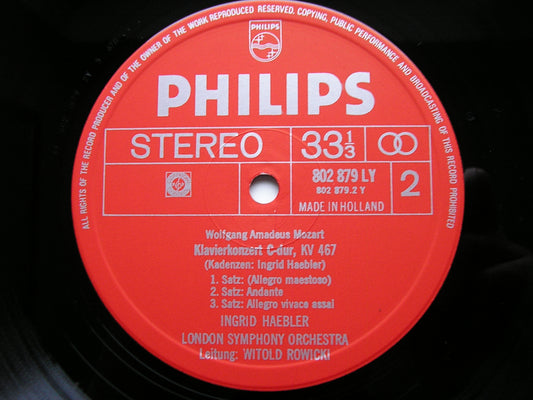 ALL RIGHTS OF THE RECORD PRODUCER AND OF THE OWNER OF THE WORK REPRODUCED RESERVED. COPYING, PUBLIC PERFORMANCE AND BROADCASTING OF THIS RECORD PROHIBITED
PHILIPS
PHILIPS
STEREO 33 1/3
802 879 LY
802 879.2 Y
2
MADE IN HOLLAND
Wolfgang Amadeus Mozart
Klavierkonzert C-dur, KV 467
(Kadenzen: Ingrid Haebler)
1. Satz: (Allegro maestoso)
2. Satz: Andante
3. Satz: Allegro vivace assai
INGRID HAEBLER
LONDON SYMPHONY ORCHESTRA
Leitung: WITOLD ROWICKI